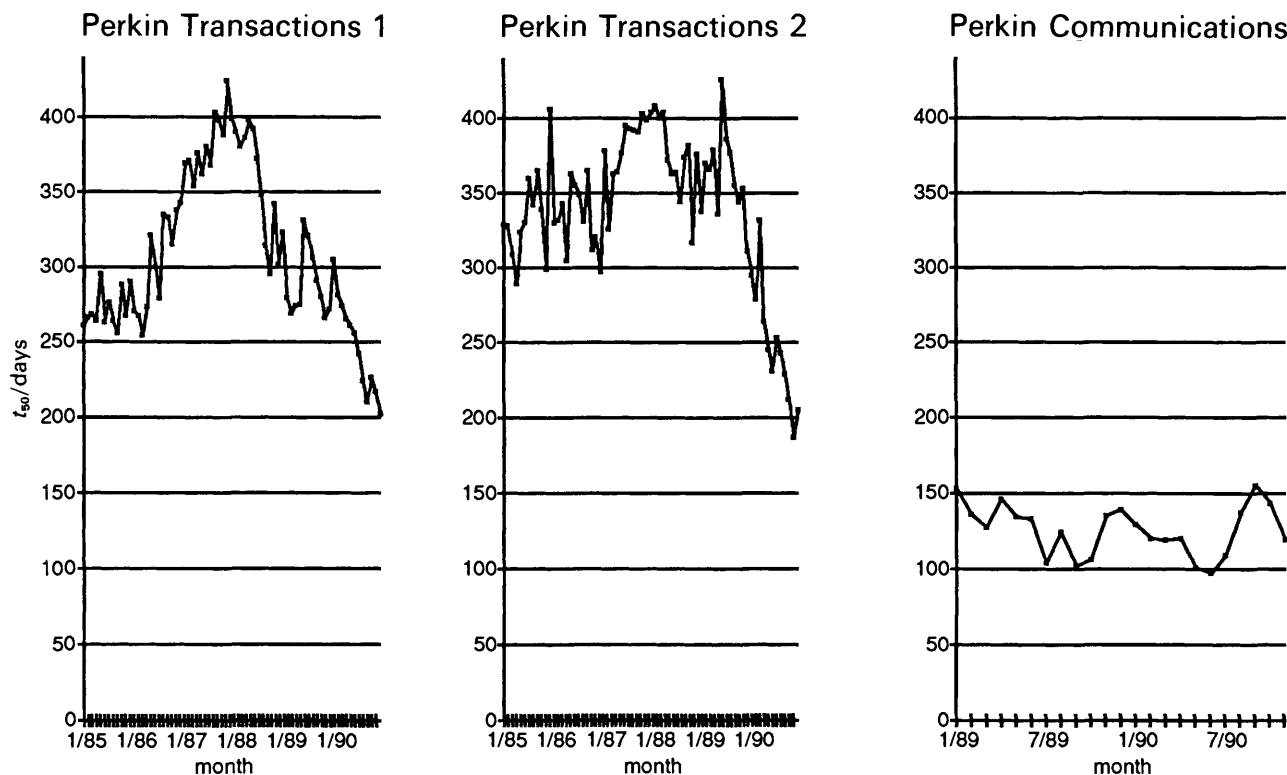 Perkin Transactions 1
Perkin Transactions 2
Perkin Communications
t₅₀/days
400
350
300
250
200
150
100
50
0
1/85 1/86 1/87 1/88 1/89 1/90
month
400
350
300
250
200
150
100
50
0
1/85 1/86 1/87 1/88 1/89 1/90
month
400
350
300
250
200
150
100
50
0
1/89 7/89 1/90 7/90
month